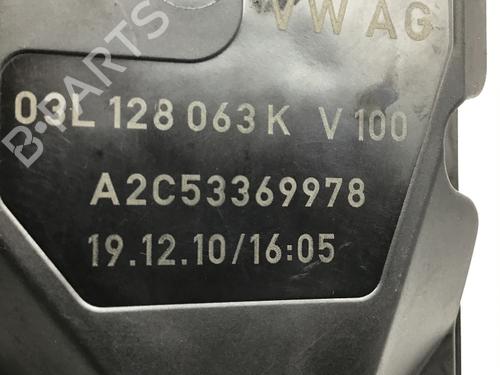 VW AG
03L 128 063 K V 100
A2C53369978
19.12.10/16:05
B-PARTS